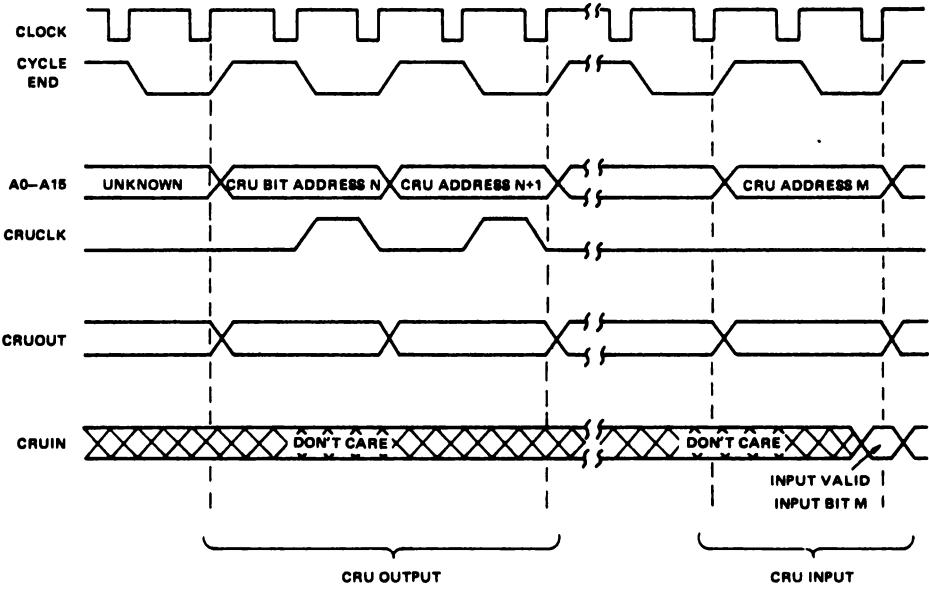 CLOCK
CYCLE
END
A0–A15
UNKNOWN
CRU BIT ADDRESS N
CRU ADDRESS N+1
CRU ADDRESS M
CRUCLK
CRUOUT
CRUIN
DON'T CARE
DON'T CARE
INPUT VALID
INPUT BIT M
CRU OUTPUT
CRU INPUT